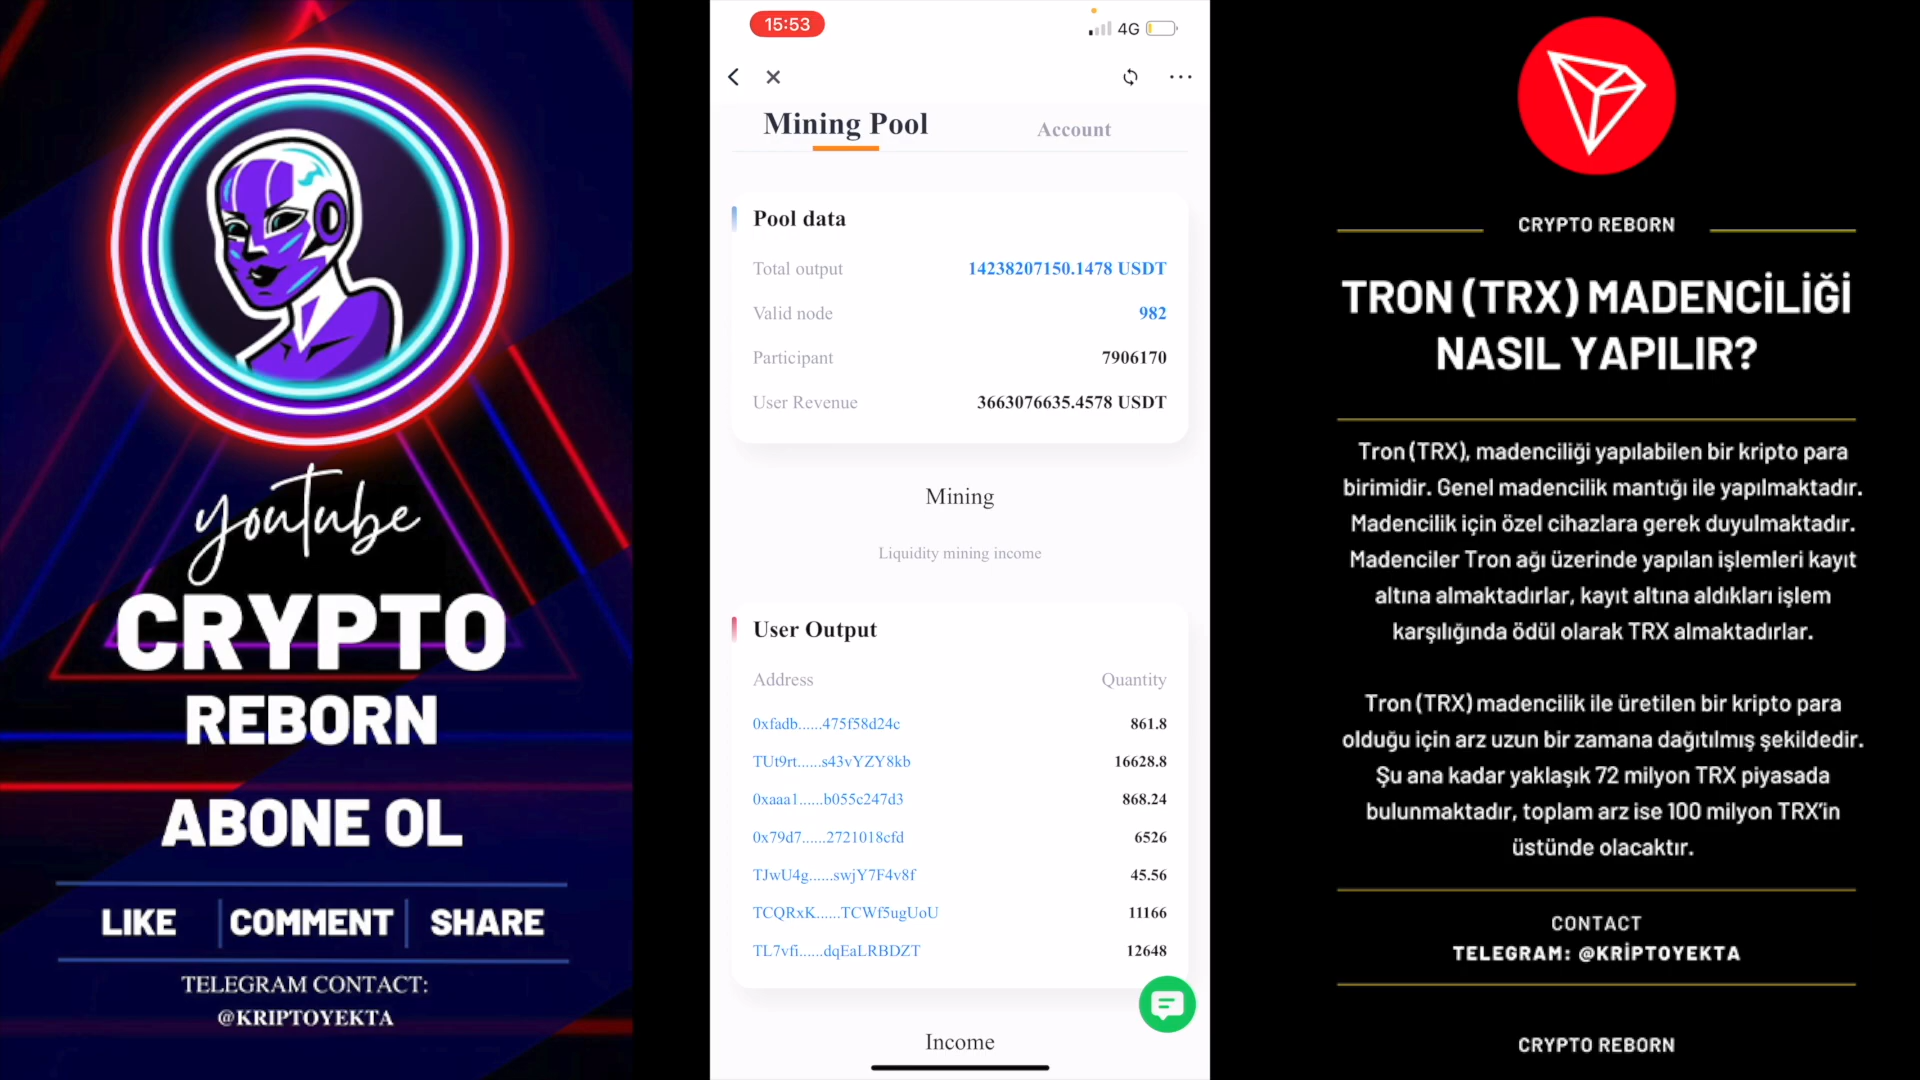 youtube
CRYPTO
REBORN
ABONE OL
LIKE
COMMENT
SHARE
TELEGRAM CONTACT:
@KRIPTOYEKTA
15:53
4G
Mining Pool
Account
Pool data
Total output 14238207150.1478 USDT
Valid node 982
Participant 7906170
User Revenue 3663076635.4578 USDT
Mining
Liquidity mining income
User Output
Address Quantity
0xfadb......475f58d24c 861.8
TUt9rt......s43vYZY8kb 16628.8
0xaaa1......b055c247d3 868.24
0x79d7......2721018cfd 6526
TJwU4g......swjY7F4v8f 45.56
TCQRxK......TCWf5ugUoU 11166
TL7vfi......dqEaLRBDZT 12648
Income
CRYPTO REBORN
TRON (TRX) MADENCİLİĞİ
NASIL YAPILIR?
Tron (TRX), madenciliği yapılabilen bir kripto para
birimidir. Genel madencilik mantığı ile yapılmaktadır.
Madencilik için özel cihazlara gerek duyulmaktadır.
Madenciler Tron ağı üzerinde yapılan işlemleri kayıt
altına almaktadırlar, kayıt altına aldıkları işlem
karşılığında ödül olarak TRX almaktadırlar.
Tron (TRX) madencilik ile üretilen bir kripto para
olduğu için arz uzun bir zamana dağıtılmış şekildedir.
Şu ana kadar yaklaşık 72 milyon TRX piyasada
bulunmaktadır, toplam arz ise 100 milyon TRX'in
üstünde olacaktır.
CONTACT
TELEGRAM: @KRİPTOYEKTA
CRYPTO REBORN